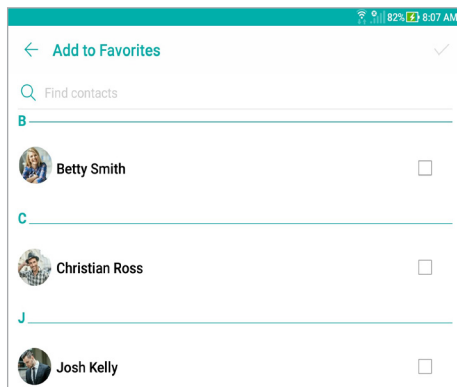 82% 8:07 AM
Add to Favorites
Find contacts
B
Betty Smith
C
Christian Ross
J
Josh Kelly